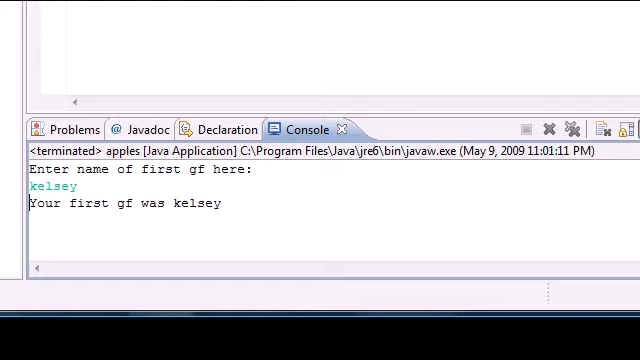 Problems @ Javadoc Declaration Console
<terminated> apples [Java Application] C:\Program Files\Java\jre6\bin\javaw.exe (May 9, 2009 11:01:11 PM)
Enter name of first gf here:
kelsey
Your first gf was kelsey